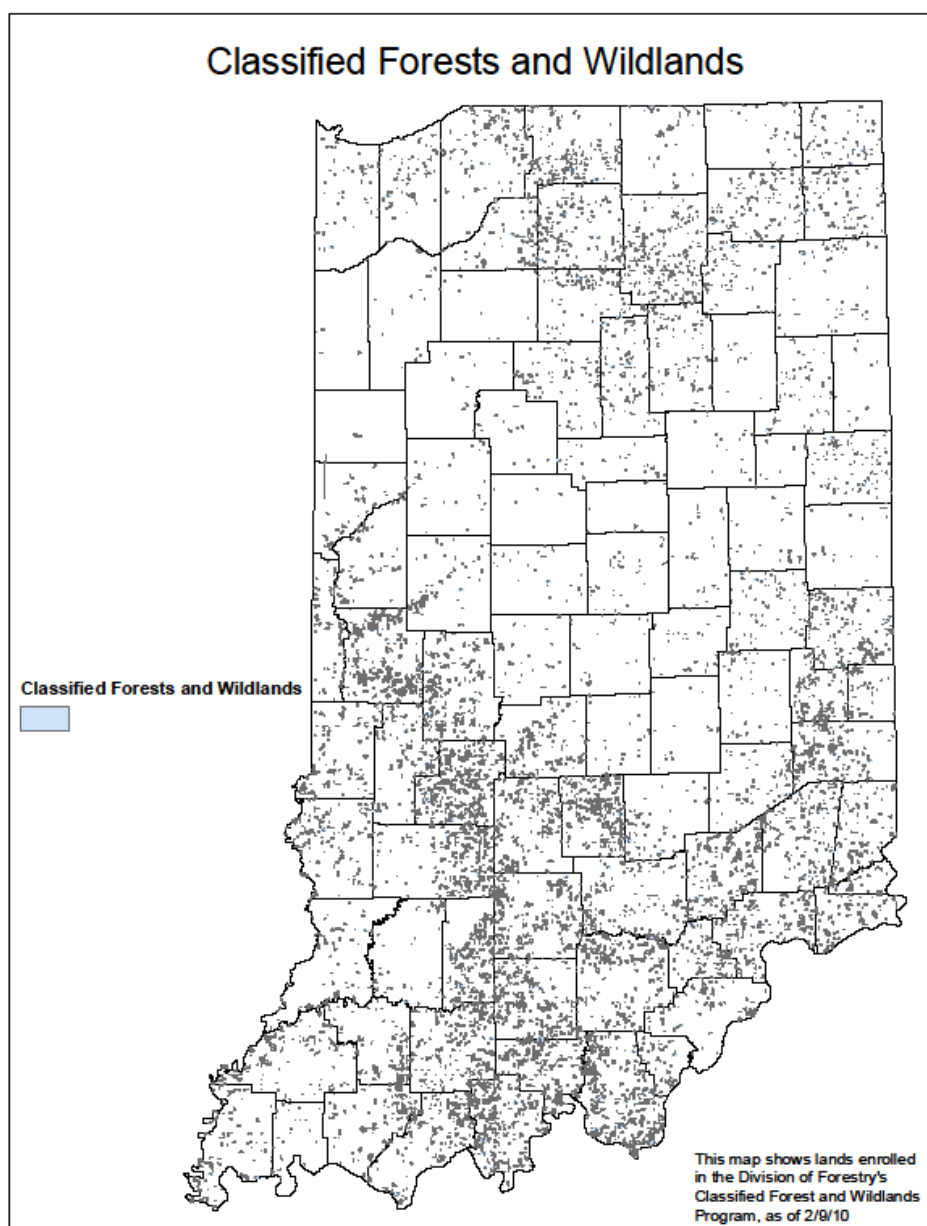 Classified Forests and Wildlands
Classified Forests and Wildlands
This map shows lands enrolled
in the Division of Forestry's
Classified Forest and Wildlands
Program, as of 2/9/10